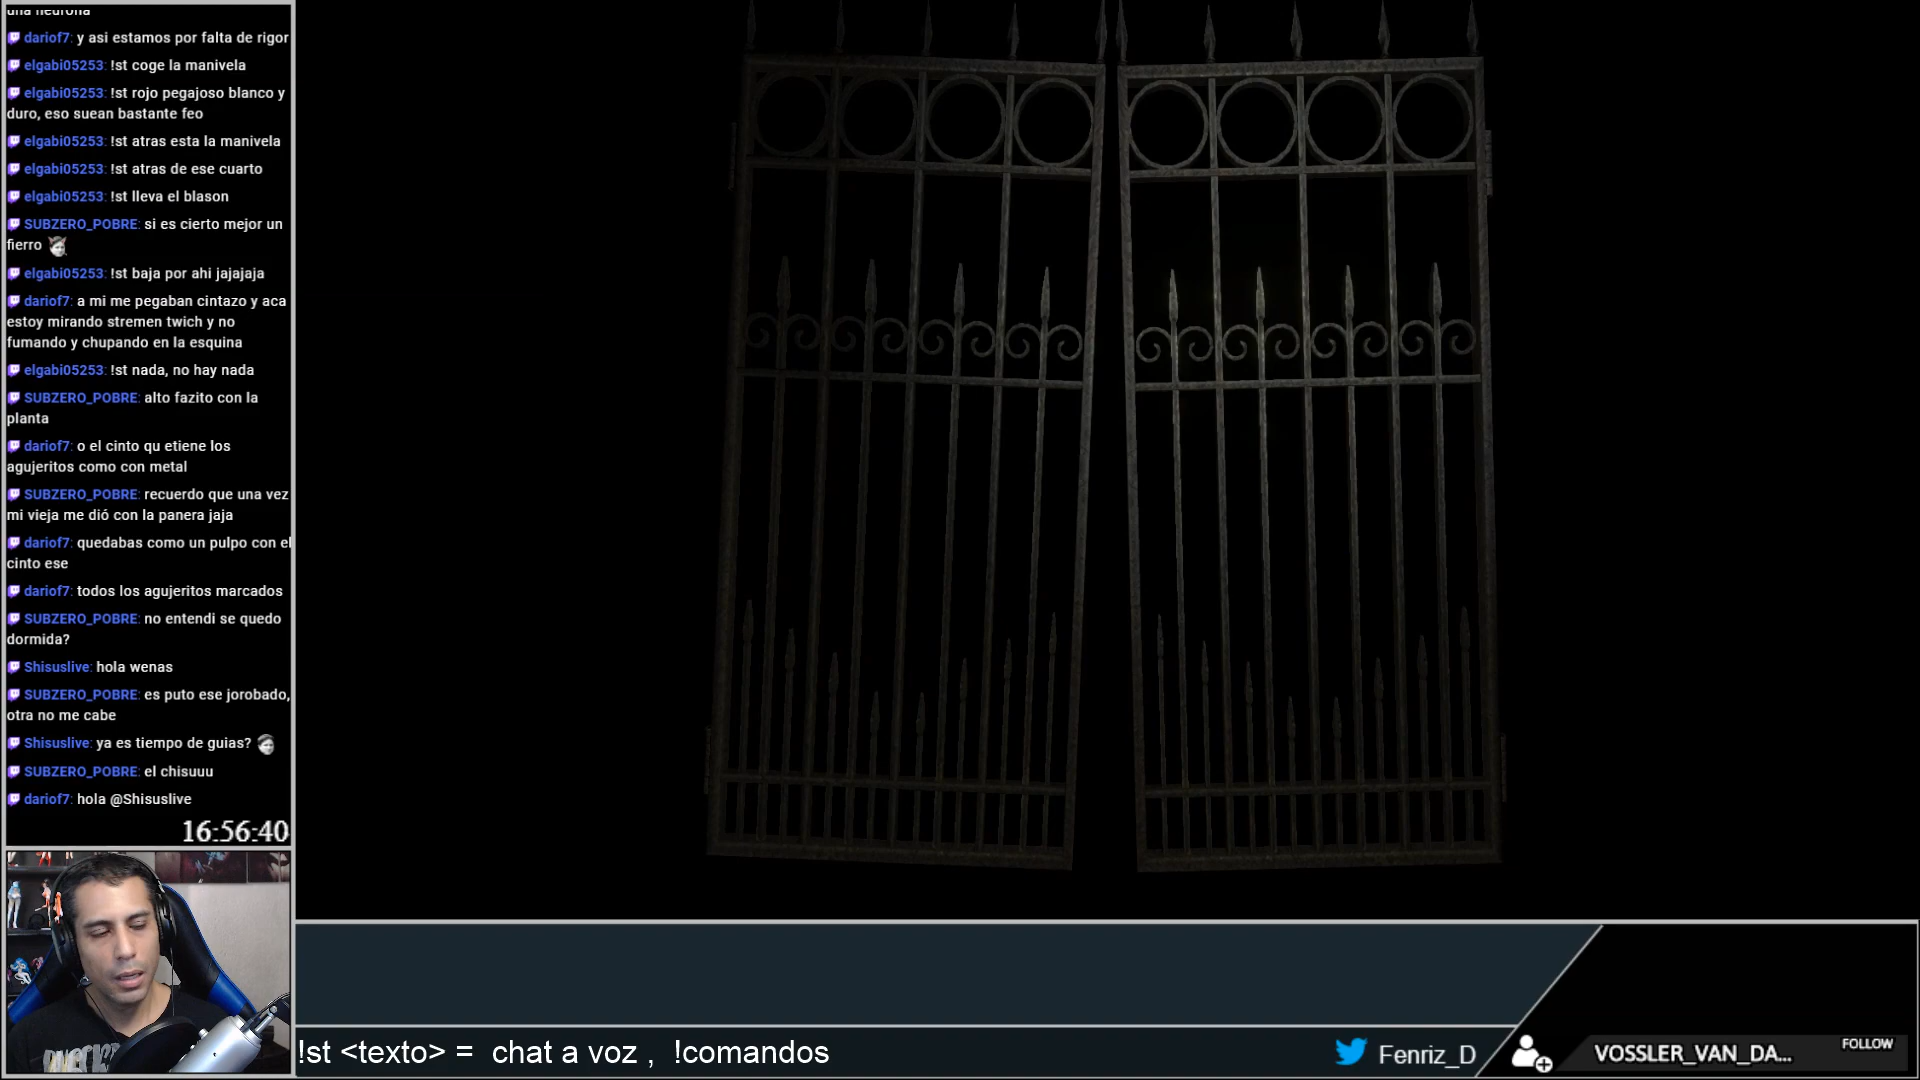 una neurona
dariof7: y asi estamos por falta de rigor
elgabi05253: !st coge la manivela
elgabi05253: !st rojo pegajoso blanco y
duro, eso suean bastante feo
elgabi05253: !st atras esta la manivela
elgabi05253: !st atras de ese cuarto
elgabi05253: !st lleva el blason
SUBZERO_POBRE: si es cierto mejor un
fierro
elgabi05253: !st baja por ahi jajajaja
dariof7: a mi me pegaban cintazo y aca
estoy mirando stremen twich y no
fumando y chupando en la esquina
elgabi05253: !st nada, no hay nada
SUBZERO_POBRE: alto fazito con la
planta
dariof7: o el cinto qu etiene los
agujeritos como con metal
SUBZERO_POBRE: recuerdo que una vez
mi vieja me dió con la panera jaja
dariof7: quedabas como un pulpo con el
cinto ese
dariof7: todos los agujeritos marcados
SUBZERO_POBRE: no entendi se quedo
dormida?
Shisuslive: hola wenas
SUBZERO_POBRE: es puto ese jorobado,
otra no me cabe
Shisuslive: ya es tiempo de guias?
SUBZERO_POBRE: el chisuuu
dariof7: hola @Shisuslive
16:56:40
!st <texto> = chat a voz , !comandos
Fenriz_D
VOSSLER_VAN_DA...
FOLLOW